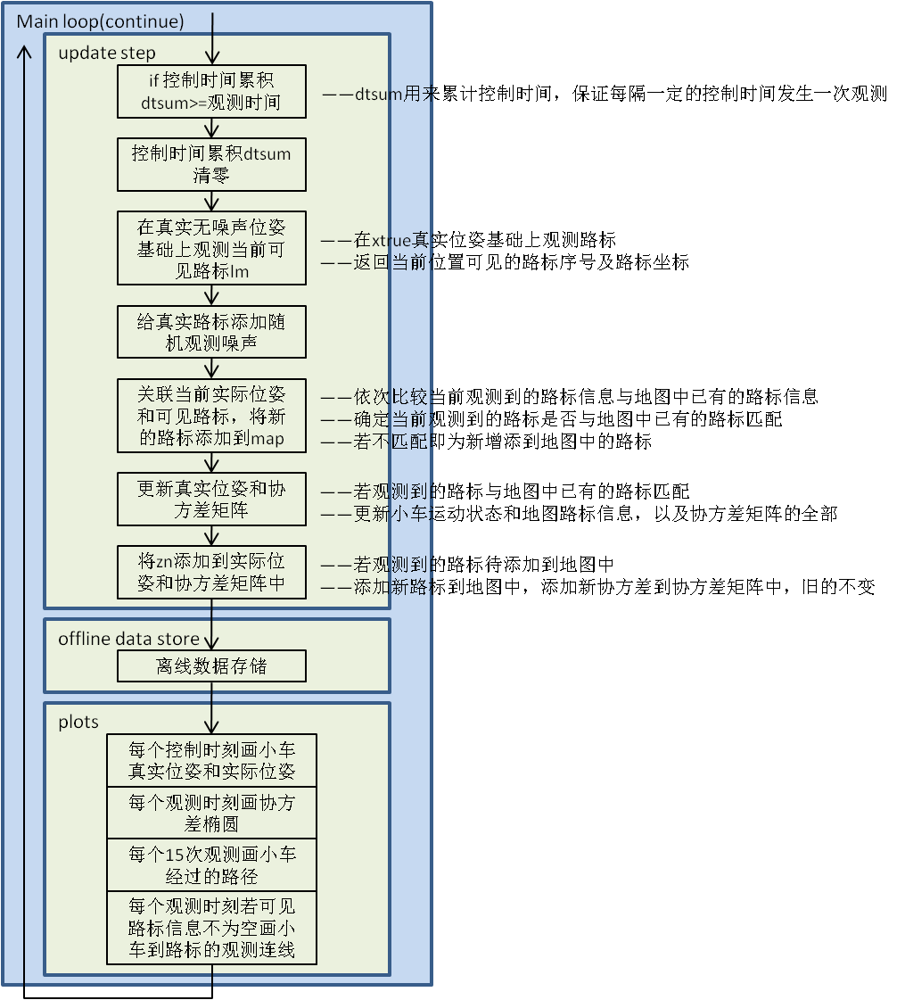 Main loop(continue)
update step
if 控制时间累积
dtsum>=观测时间
——dtsum用来累计控制时间，保证每隔一定的控制时间发生一次观测
控制时间累积dtsum
清零
在真实无噪声位姿
基础上观测当前可
见路标lm
——在xtrue真实位姿基础上观测路标
——返回当前位置可见的路标序号及路标坐标
给真实路标添加随
机观测噪声
关联当前实际位姿
和可见路标，将新
的路标添加到map
——依次比较当前观测到的路标信息与地图中已有的路标信息
——确定当前观测到的路标是否与地图中已有的路标匹配
——若不匹配即为新增添到地图中的路标
更新真实位姿和协
方差矩阵
——若观测到的路标与地图中已有的路标匹配
——更新小车运动状态和地图路标信息，以及协方差矩阵的全部
将zn添加到实际位
姿和协方差矩阵中
——若观测到的路标待添加到地图中
——添加新路标到地图中，添加新协方差到协方差矩阵中，旧的不变
offline data store
离线数据存储
plots
每个控制时刻画小车
真实位姿和实际位姿
每个观测时刻画协方
差椭圆
每个15次观测画小车
经过的路径
每个观测时刻若可见
路标信息不为空画小
车到路标的观测连线